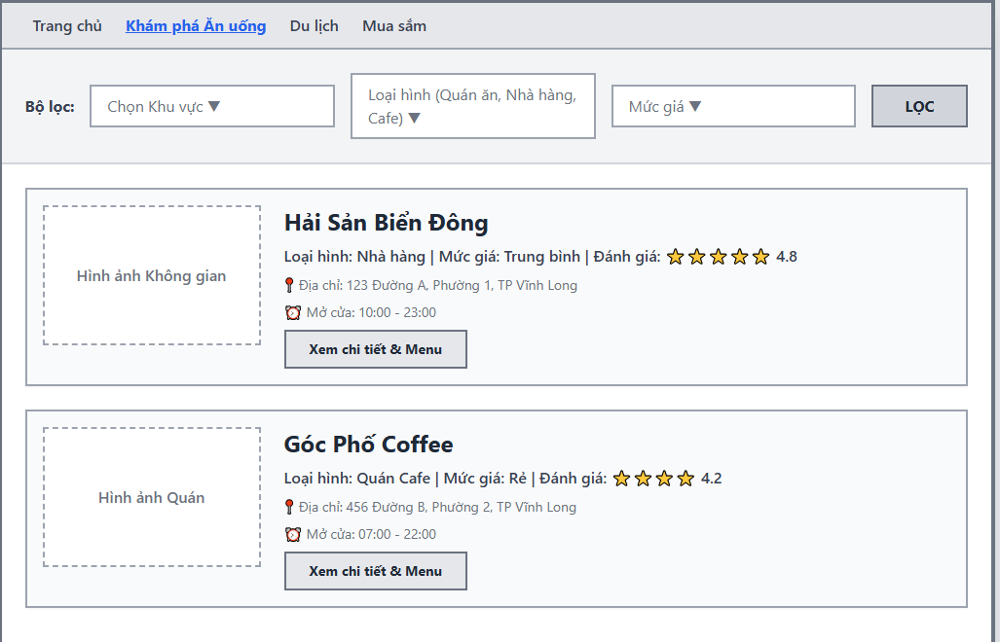 Trang chủ Khám phá Ăn uống Du lịch Mua sắm
Bộ lọc: Chọn Khu vực ▼
Loại hình (Quán ăn, Nhà hàng,
Cafe) ▼
Mức giá ▼
LỌC
Hình ảnh Không gian
Hải Sản Biển Đông
Loại hình: Nhà hàng | Mức giá: Trung bình | Đánh giá: ⭐⭐⭐⭐⭐ 4.8
📍 Địa chỉ: 123 Đường A, Phường 1, TP Vĩnh Long
⏰ Mở cửa: 10:00 - 23:00
Xem chi tiết & Menu
Hình ảnh Quán
Góc Phố Coffee
Loại hình: Quán Cafe | Mức giá: Rẻ | Đánh giá: ⭐⭐⭐⭐ 4.2
📍 Địa chỉ: 456 Đường B, Phường 2, TP Vĩnh Long
⏰ Mở cửa: 07:00 - 22:00
Xem chi tiết & Menu